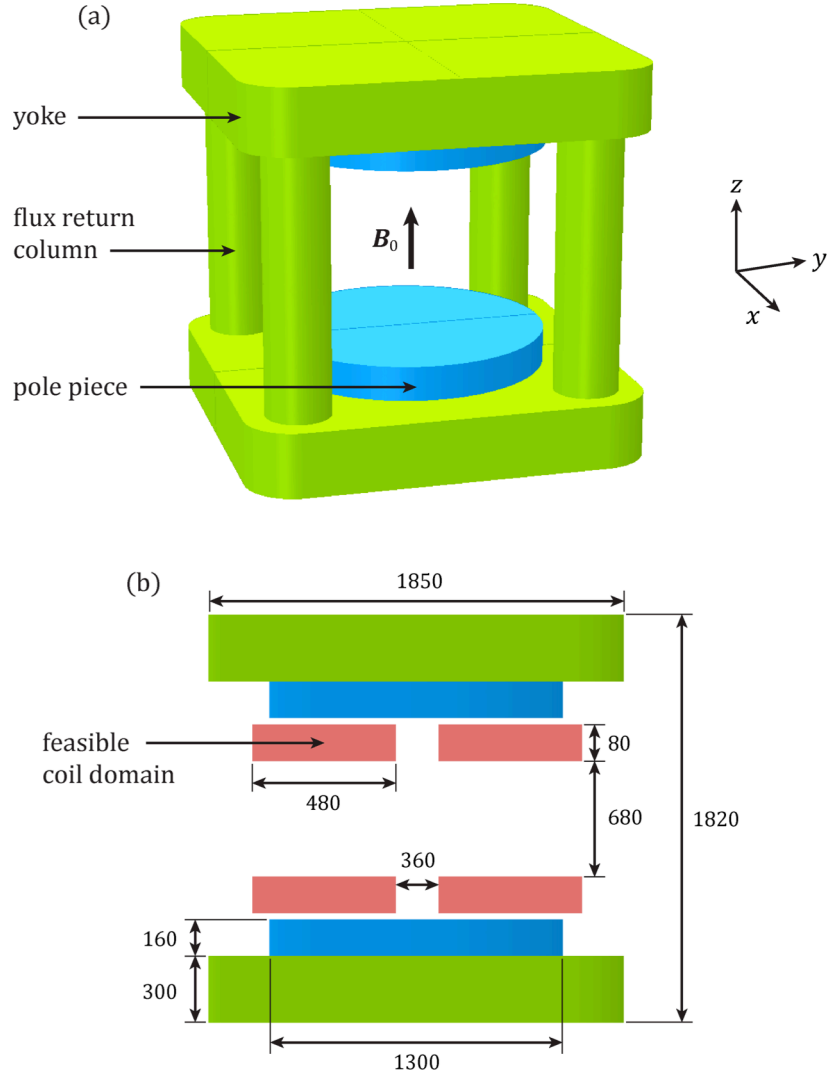 (a)
yoke
flux return
column
B₀
z
y
x
pole piece
(b)
1850
feasible
coil domain
80
480
680
1820
360
160
300
1300